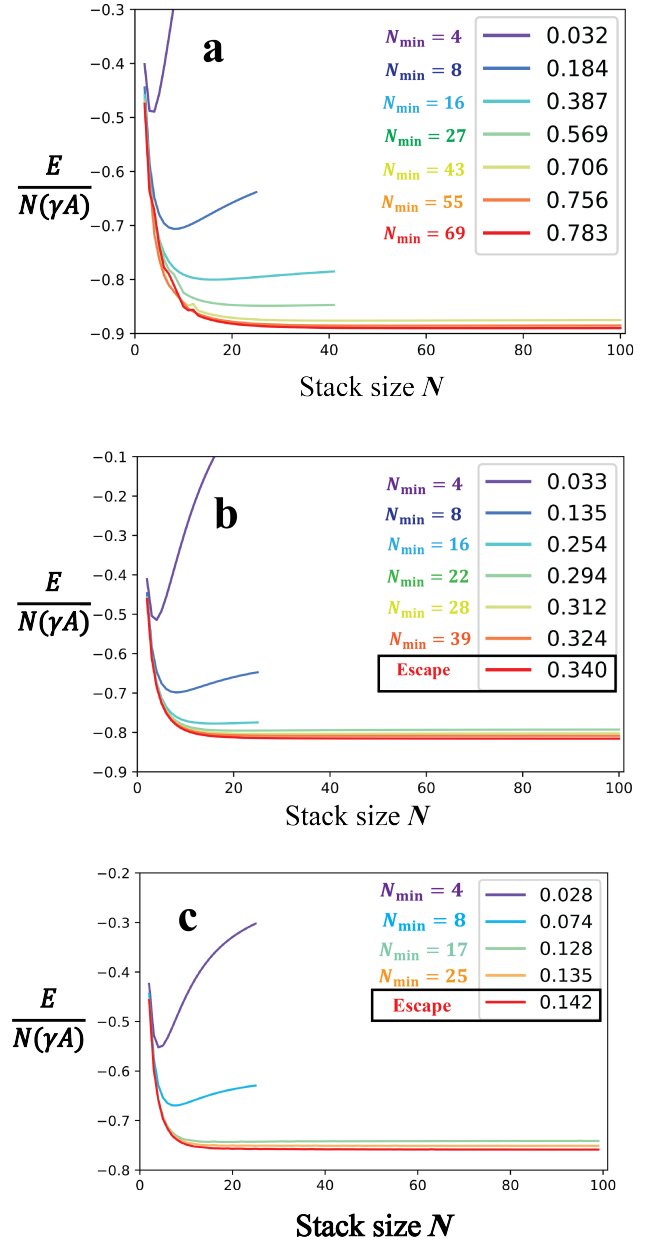 −0.3
−0.4
−0.5
−0.6
−0.7
−0.8
−0.9
E
N(γA)
a
N_min = 4 0.032
N_min = 8 0.184
N_min = 16 0.387
N_min = 27 0.569
N_min = 43 0.706
N_min = 55 0.756
N_min = 69 0.783
0 20 40 60 80 100
Stack size N
−0.1
−0.2
−0.3
−0.4
−0.5
−0.6
−0.7
−0.8
−0.9
E
N(γA)
b
N_min = 4 0.033
N_min = 8 0.135
N_min = 16 0.254
N_min = 22 0.294
N_min = 28 0.312
N_min = 39 0.324
Escape 0.340
0 20 40 60 80 100
Stack size N
−0.2
−0.3
−0.4
−0.5
−0.6
−0.7
−0.8
E
N(γA)
c
N_min = 4 0.028
N_min = 8 0.074
N_min = 17 0.128
N_min = 25 0.135
Escape 0.142
0 20 40 60 80 100
Stack size N